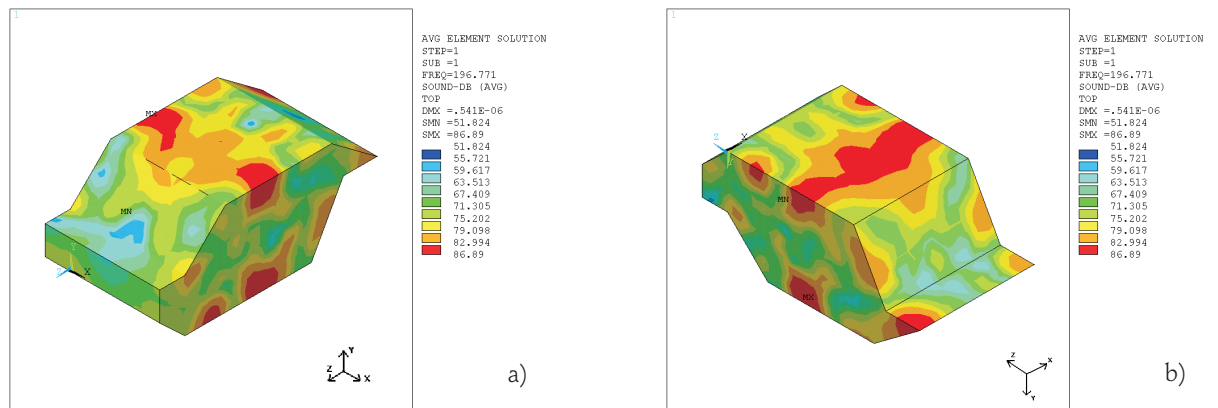 1
AVG ELEMENT SOLUTION
STEP=1
SUB =1
FREQ=196.771
SOUND-DB (AVG)
TOP
DMX =.541E-06
SMN =51.824
SMX =86.89
51.824
55.721
59.617
63.513
67.409
71.305
75.202
79.098
82.994
86.89
MX
MN
Y
Z X
Y
Z X
a)
1
AVG ELEMENT SOLUTION
STEP=1
SUB =1
FREQ=196.771
SOUND-DB (AVG)
TOP
DMX =.541E-06
SMN =51.824
SMX =86.89
51.824
55.721
59.617
63.513
67.409
71.305
75.202
79.098
82.994
86.89
Z X
Y
MN
MX
Z X
Y
b)